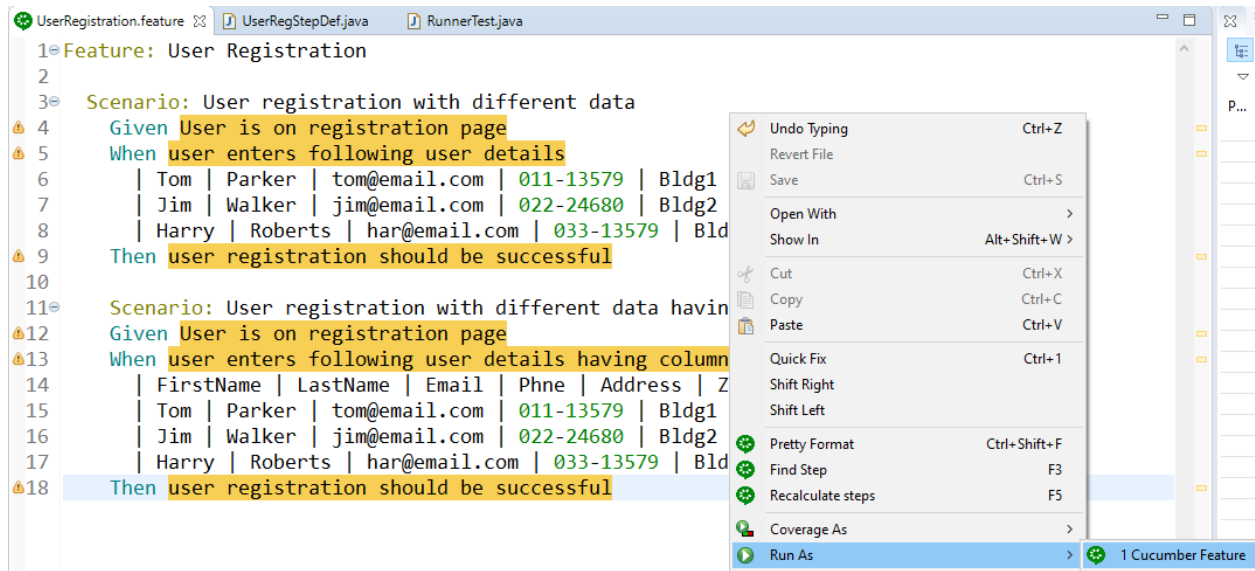 UserRegistration.feature UserRegStepDef.java RunnerTest.java
1 Feature: User Registration
2
3 Scenario: User registration with different data
4 Given User is on registration page
5 When user enters following user details
6 | Tom | Parker | tom@email.com | 011-13579 | Bldg1
7 | Jim | Walker | jim@email.com | 022-24680 | Bldg2
8 | Harry | Roberts | har@email.com | 033-13579 | Bld
9 Then user registration should be successful
10
11 Scenario: User registration with different data havin
12 Given User is on registration page
13 When user enters following user details having column
14 | FirstName | LastName | Email | Phne | Address | Z
15 | Tom | Parker | tom@email.com | 011-13579 | Bldg1
16 | Jim | Walker | jim@email.com | 022-24680 | Bldg2
17 | Harry | Roberts | har@email.com | 033-13579 | Bld
18 Then user registration should be successful
Undo Typing Ctrl+Z
Revert File
Save Ctrl+S
Open With >
Show In Alt+Shift+W >
Cut Ctrl+X
Copy Ctrl+C
Paste Ctrl+V
Quick Fix Ctrl+1
Shift Right
Shift Left
Pretty Format Ctrl+Shift+F
Find Step F3
Recalculate steps F5
Coverage As >
Run As >
1 Cucumber Feature
P...